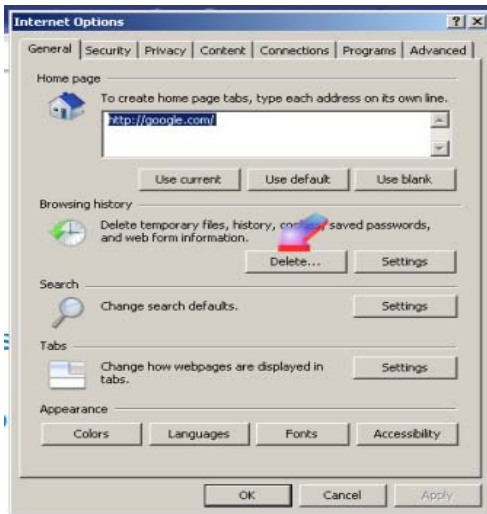 Internet Options
General Security Privacy Content Connections Programs Advanced
Home page
To create home page tabs, type each address on its own line.
http://google.com/
Use current Use default Use blank
Browsing history
Delete temporary files, history, cookies, saved passwords,
and web form information.
Delete... Settings
Search
Change search defaults. Settings
Tabs
Change how webpages are displayed in Settings
tabs.
Appearance
Colors Languages Fonts Accessibility
OK Cancel Apply